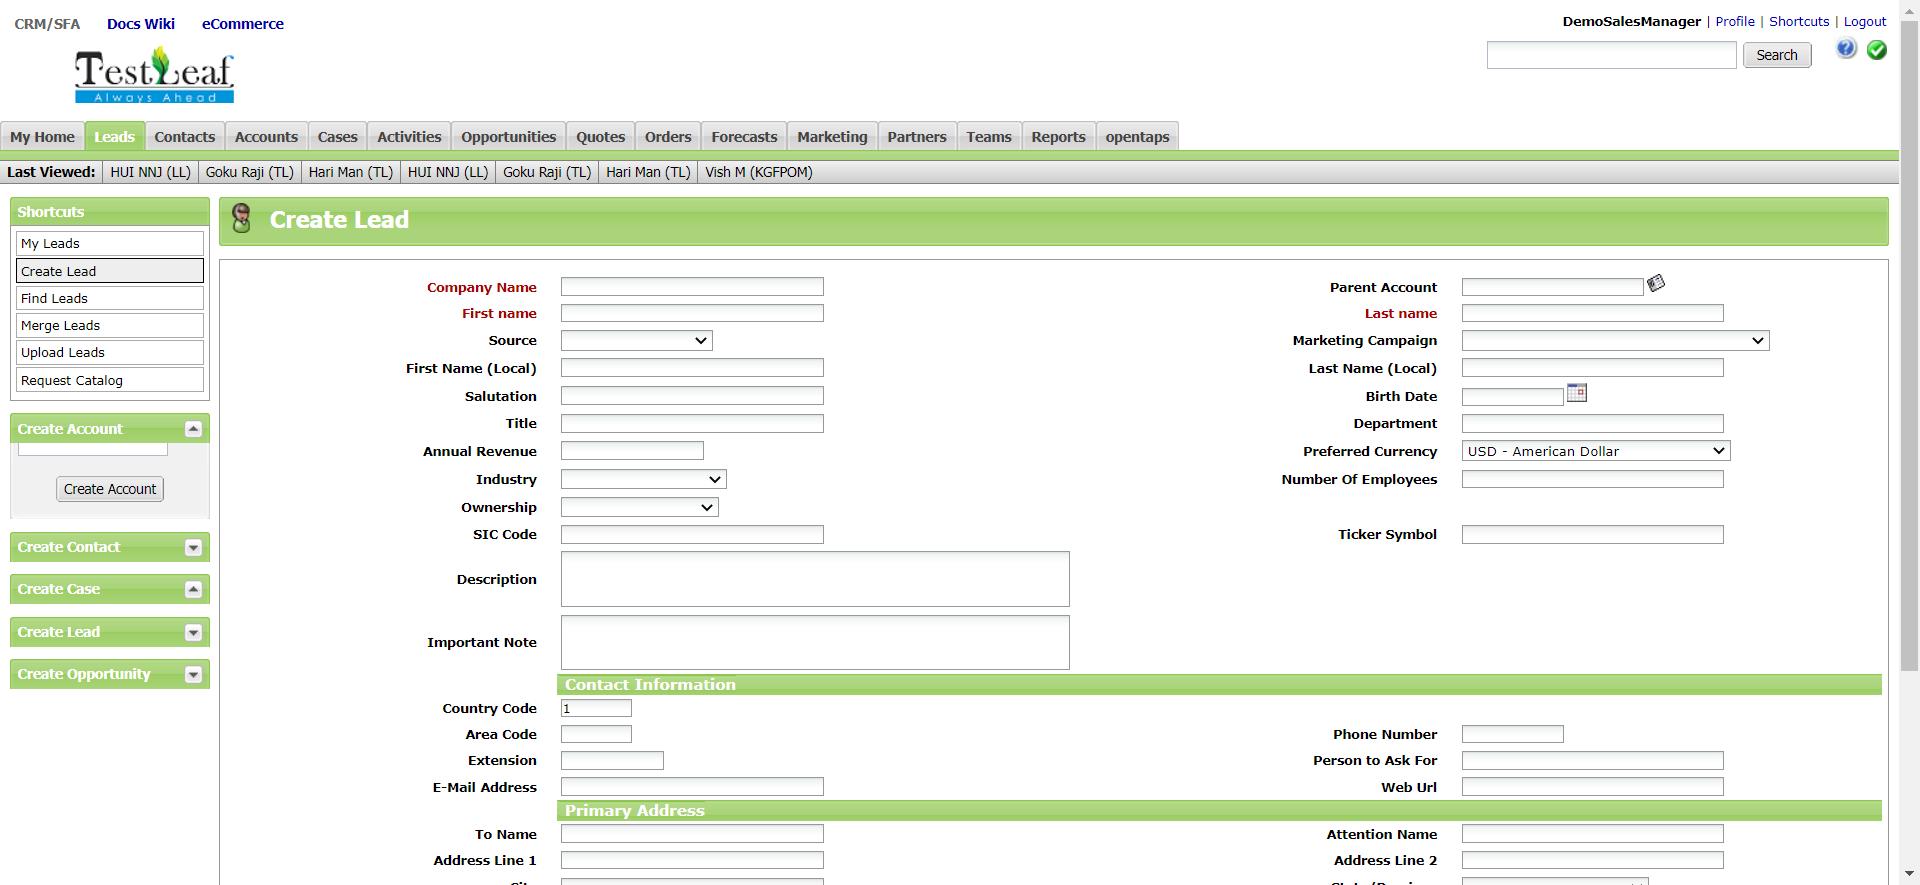 CRM/SFA Docs Wiki eCommerce
DemoSalesManager | Profile | Shortcuts | Logout
Search
TestLeaf
Always Ahead
My Home Leads Contacts Accounts Cases Activities Opportunities Quotes Orders Forecasts Marketing Partners Teams Reports opentaps
Last Viewed: HUI NNJ (LL) Goku Raji (TL) Hari Man (TL) HUI NNJ (LL) Goku Raji (TL) Hari Man (TL) Vish M (KGFPOM)
Shortcuts
My Leads
Create Lead
Find Leads
Merge Leads
Upload Leads
Request Catalog
Create Account
Create Account
Create Contact
Create Case
Create Lead
Create Opportunity
Create Lead
Company Name Parent Account
First name Last name
Source Marketing Campaign
First Name (Local) Last Name (Local)
Salutation Birth Date
Title Department
Annual Revenue Preferred Currency USD - American Dollar
Industry Number Of Employees
Ownership
SIC Code Ticker Symbol
Description
Important Note
Contact Information
Country Code 1
Area Code Phone Number
Extension Person to Ask For
E-Mail Address Web Url
Primary Address
To Name Attention Name
Address Line 1 Address Line 2